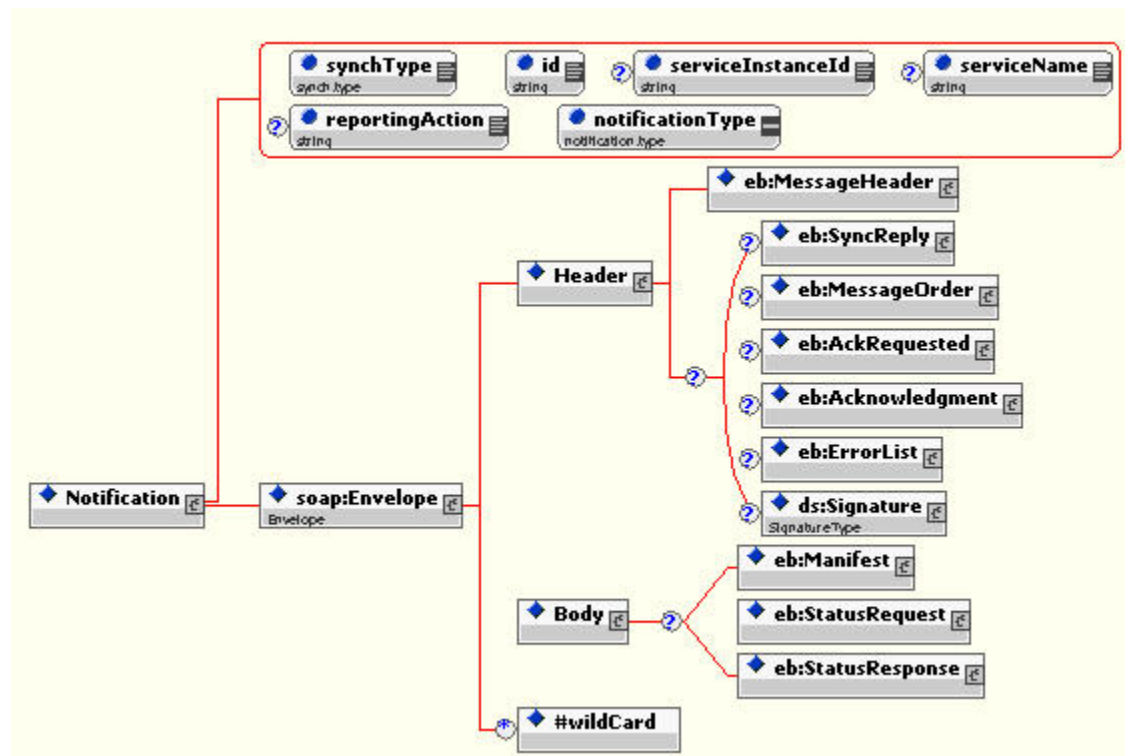 synchType id serviceInstanceId serviceName
synch.type string ? string ? string
reportingAction notificationType
? string notification.type
eb:MessageHeader
? eb:SyncReply
Header
? eb:MessageOrder
? eb:AckRequested
?
? eb:Acknowledgment
? eb:ErrorList
Notification soap:Envelope
Envelope
? ds:Signature
SignatureType
eb:Manifest
Body ? eb:StatusRequest
eb:StatusResponse
* #wildCard